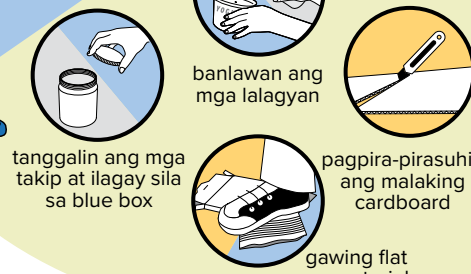 banlawan ang
mga lalagyan
tanggalin ang mga
takip at ilagay sila
sa blue box
pagpira-pirasuhi
ang malaking
cardboard
gawing flat